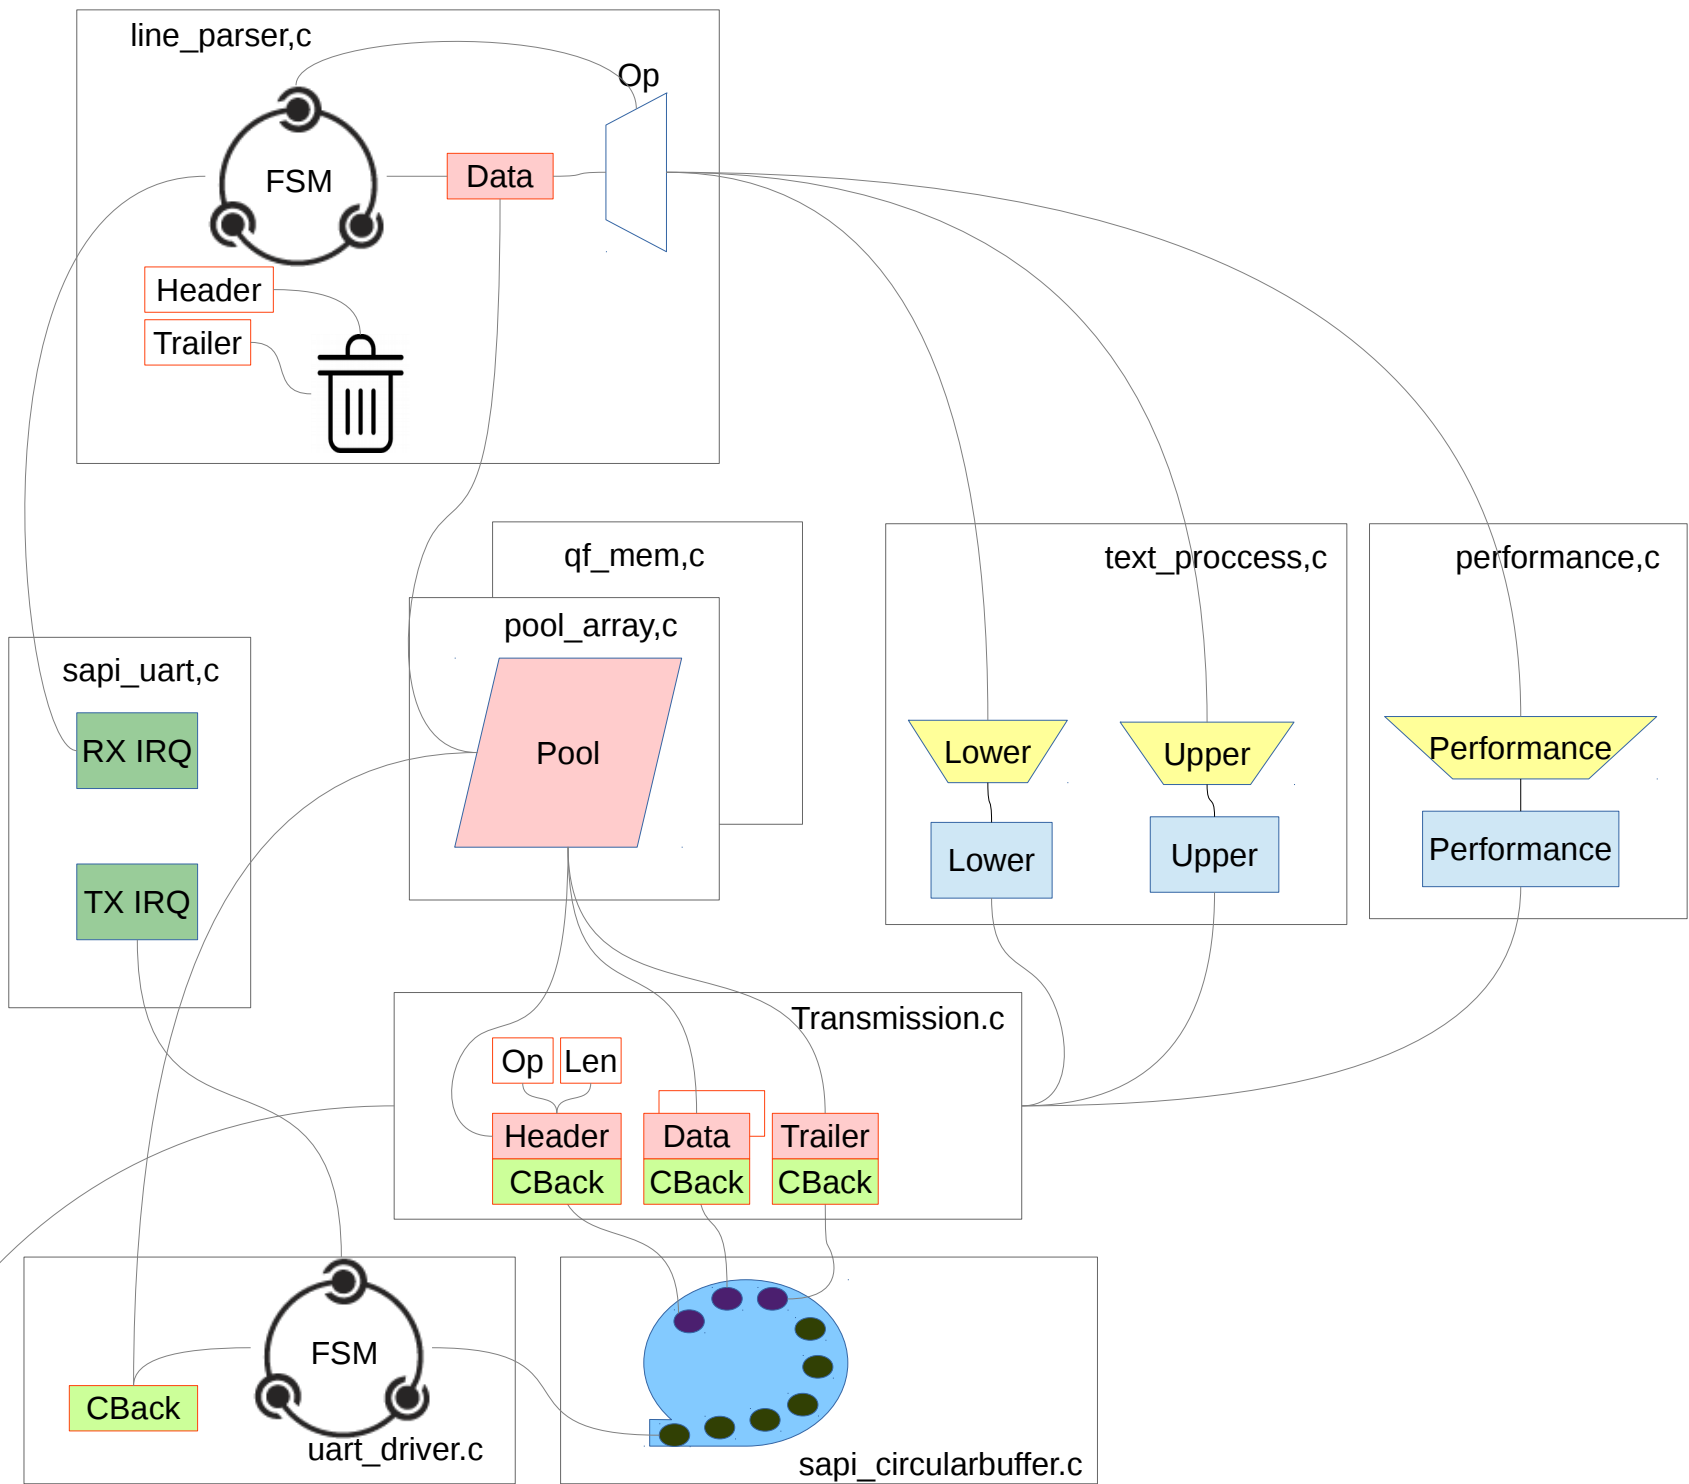 line_parser,c
Op
FSM
Data
Header
Trailer
qf_mem,c
text_proccess,c
performance,c
pool_array,c
sapi_uart,c
RX IRQ
Pool
Lower
Upper
Performance
Lower
Upper
Performance
TX IRQ
Transmission.c
Op
Len
Header
Data
Trailer
CBack
CBack
CBack
FSM
CBack
uart_driver.c
sapi_circularbuffer.c